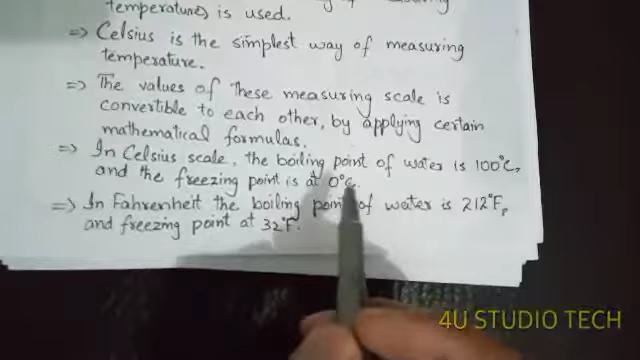 temperature) is used.
=> Celsius is the simplest way of measuring
temperature.
=> The values of these measuring scale is
convertible to each other, by applying certain
mathematical formulas.
=> In Celsius scale, the boiling point of water is 100°C,
and the freezing point is at 0°C.
=> In Fahrenheit the boiling point of water is 212°F,
and freezing point at 32°F.
4U STUDIO TECH